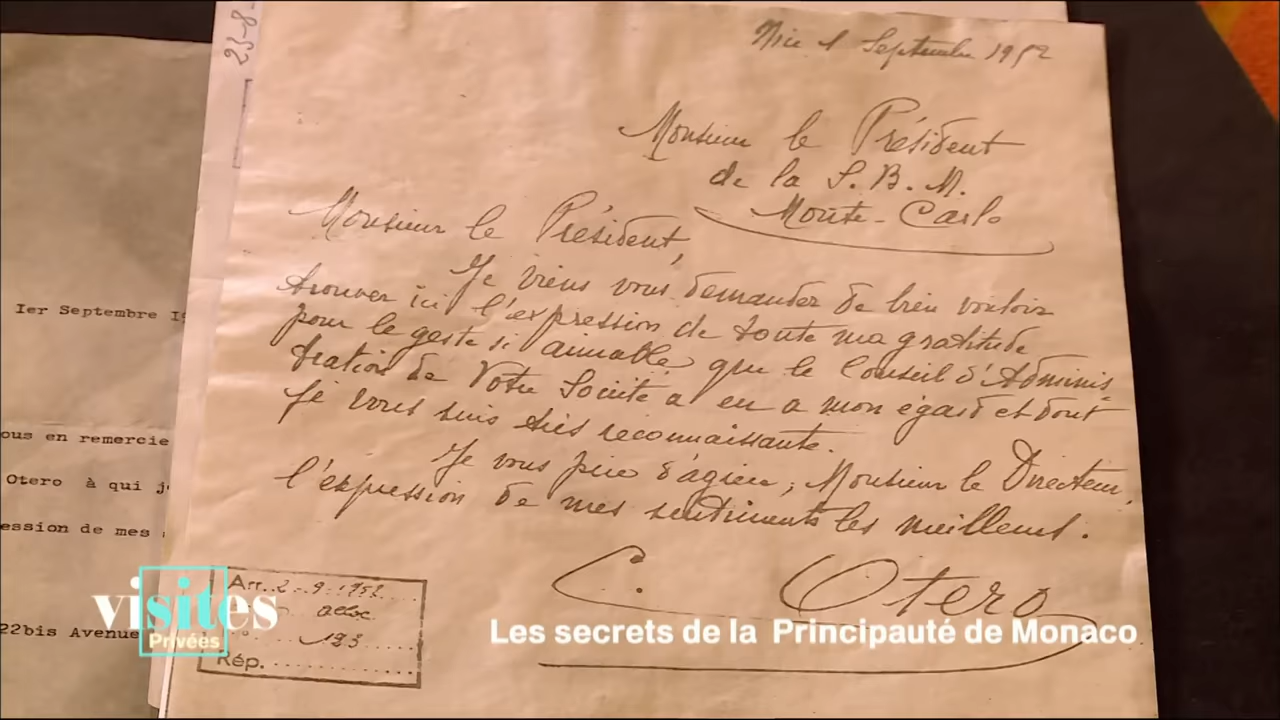 23-8-
Nice 1 Septembre 1952
Monsieur le Président
de la S.B.M.
Monte-Carlo
Monsieur le Président,
Je viens vous demander de bien vouloir
trouver ici l'expression de toute ma gratitude
pour le geste si aimable que le Conseil d'Adminis
tration de Votre Société a eu a mon égard et dont
je vous suis très reconnaissante.
Je vous prie d'agréer, Monsieur le Directeur,
l'expression de mes sentiments les meilleurs.
C. Otero
Ier Septembre
ous en remercie
Otero à qui j'
ession de mes
22bis Avenue
Arr. 2-9-1952
alloc
193
Rép.
visites
Privées
Les secrets de la Principauté de Monaco